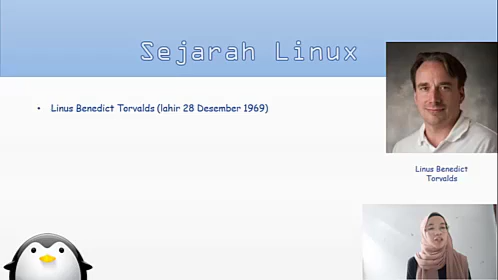 Sejarah Linux
• Linus Benedict Torvalds (lahir 28 Desember 1969)
Linus Benedict
Torvalds